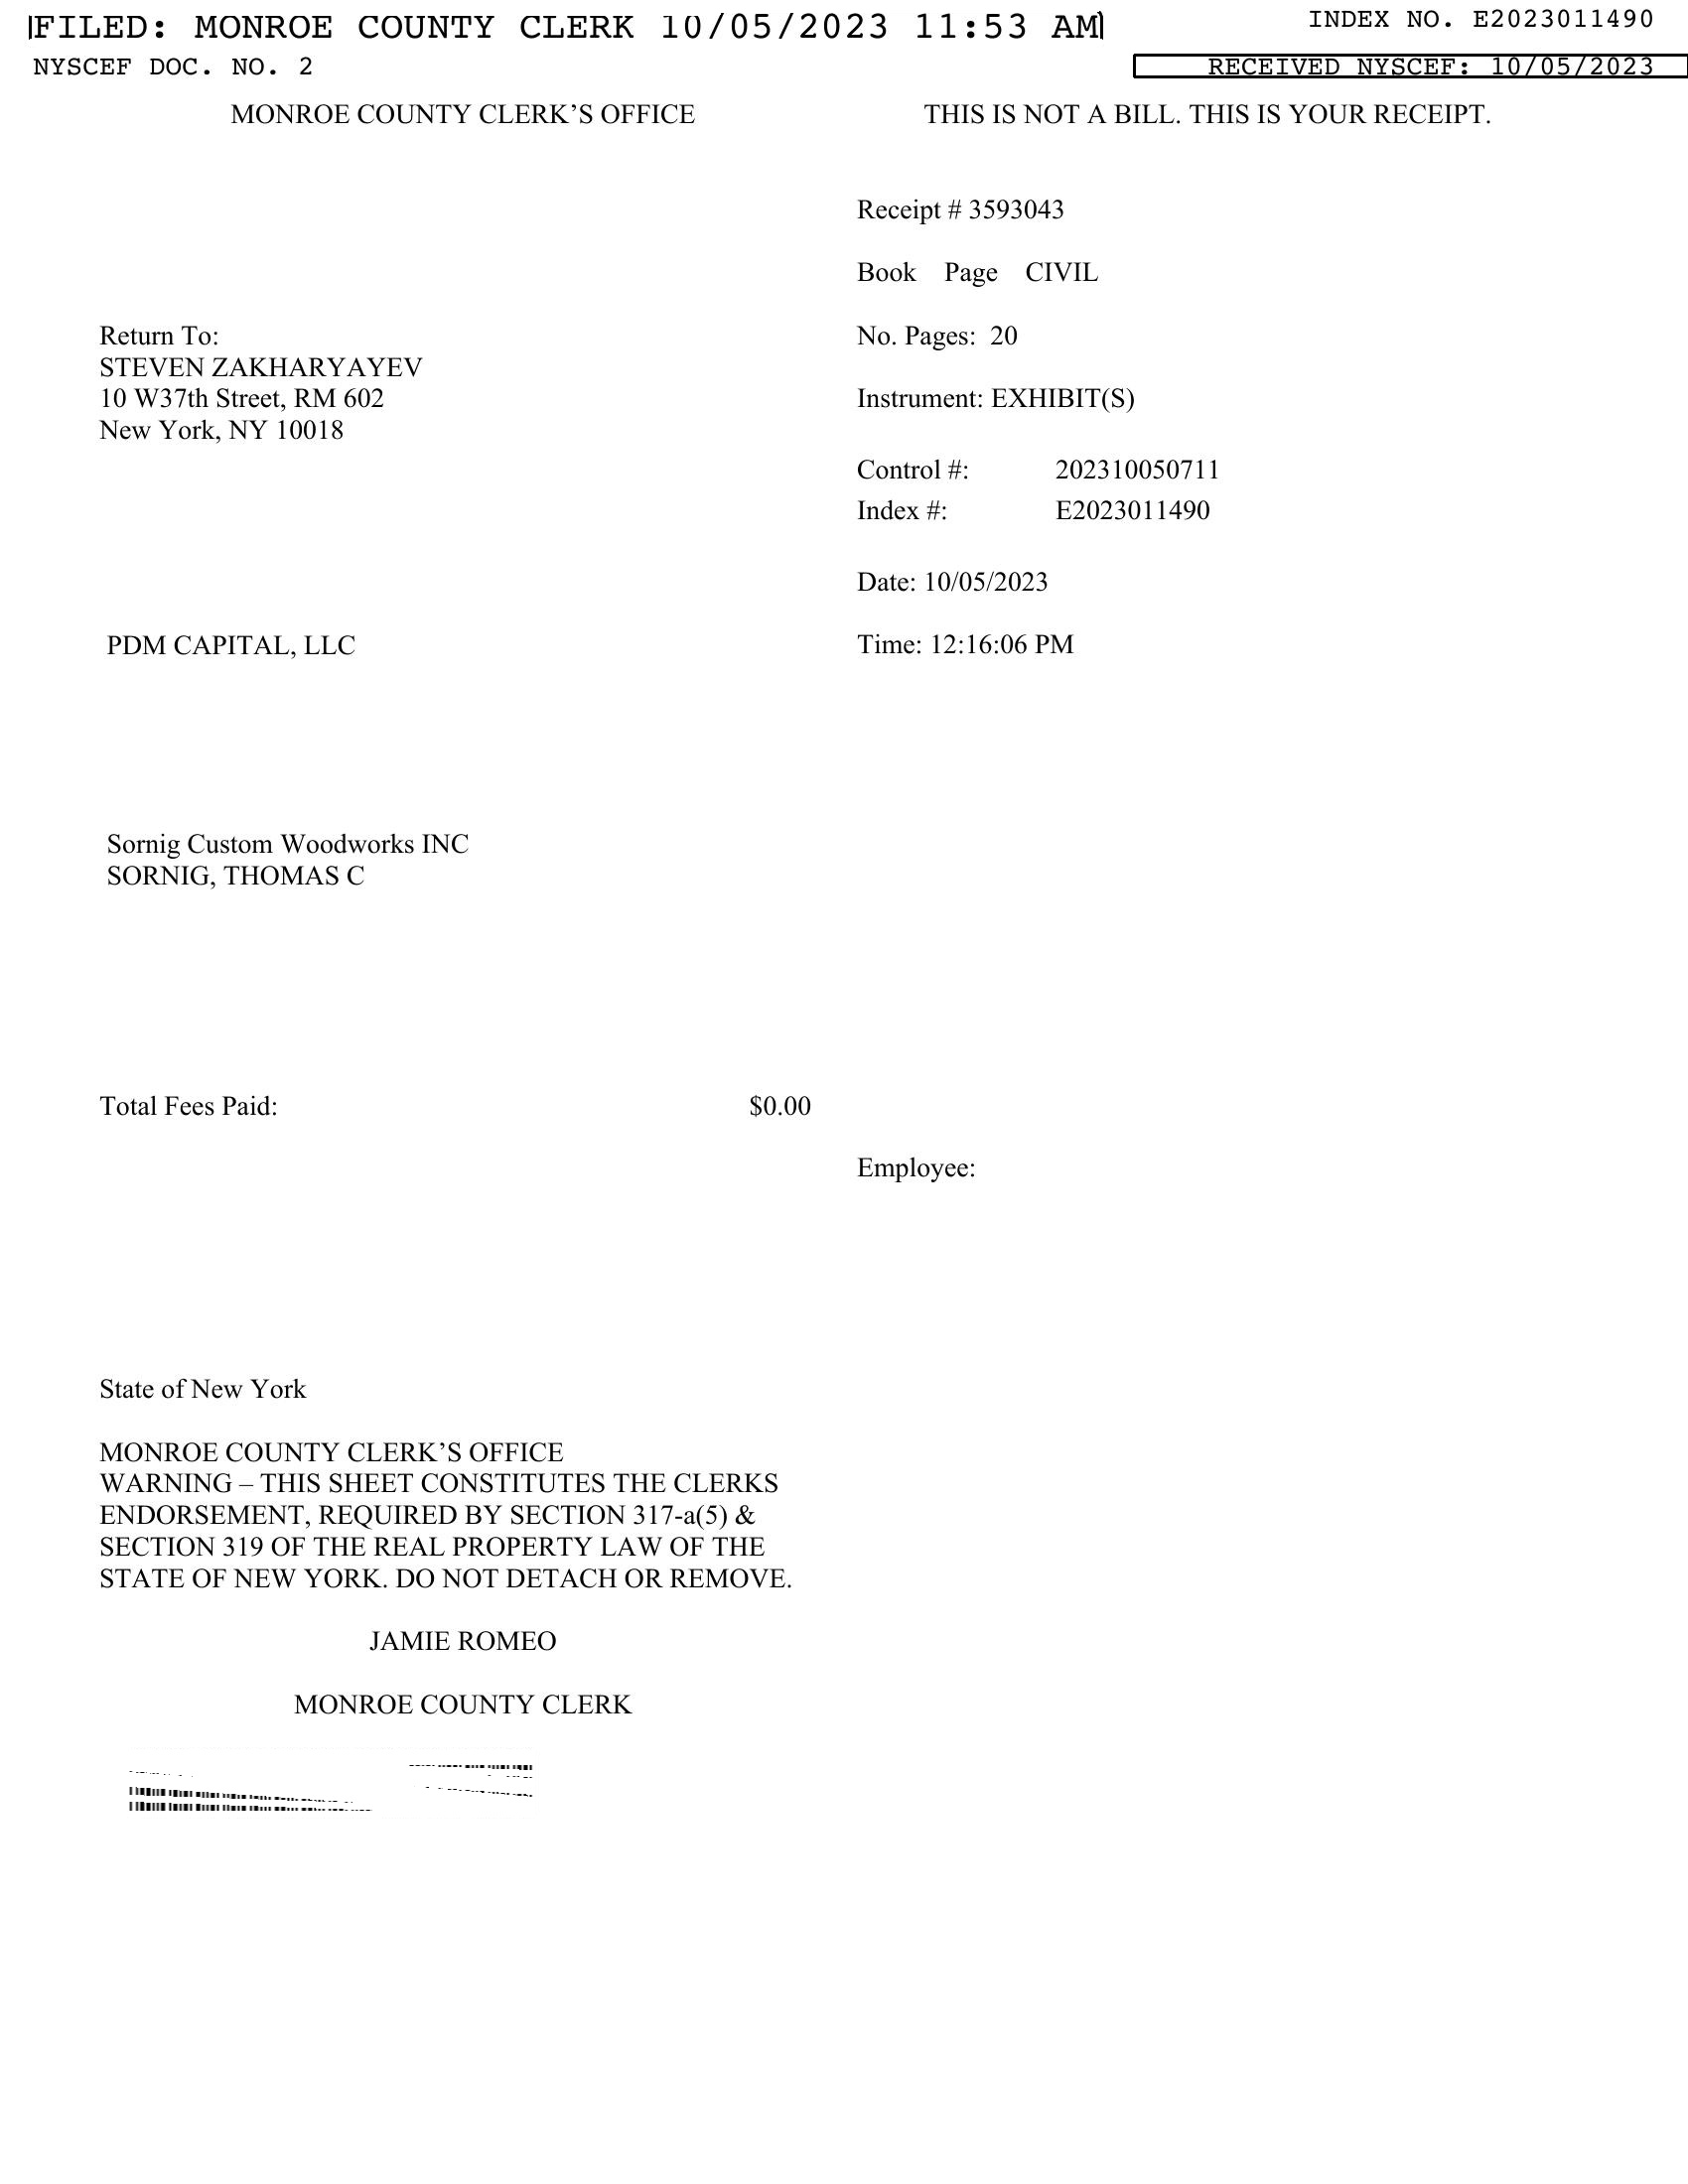 FILED: MONROE COUNTY CLERK 10/05/2023 11:53 AM
INDEX NO. E2023011490
NYSCEF DOC. NO. 2
RECEIVED NYSCEF: 10/05/2023
MONROE COUNTY CLERK’S OFFICE
THIS IS NOT A BILL. THIS IS YOUR RECEIPT.
Receipt # 3593043
Book Page CIVIL
Return To:
STEVEN ZAKHARYAYEV
10 W37th Street, RM 602
New York, NY 10018
No. Pages: 20
Instrument: EXHIBIT(S)
Control #: 202310050711
Index #: E2023011490
Date: 10/05/2023
PDM CAPITAL, LLC
Time: 12:16:06 PM
Sornig Custom Woodworks INC
SORNIG, THOMAS C
Total Fees Paid: $0.00
Employee:
State of New York
MONROE COUNTY CLERK’S OFFICE
WARNING – THIS SHEET CONSTITUTES THE CLERKS
ENDORSEMENT, REQUIRED BY SECTION 317-a(5) &
SECTION 319 OF THE REAL PROPERTY LAW OF THE
STATE OF NEW YORK. DO NOT DETACH OR REMOVE.
JAMIE ROMEO
MONROE COUNTY CLERK